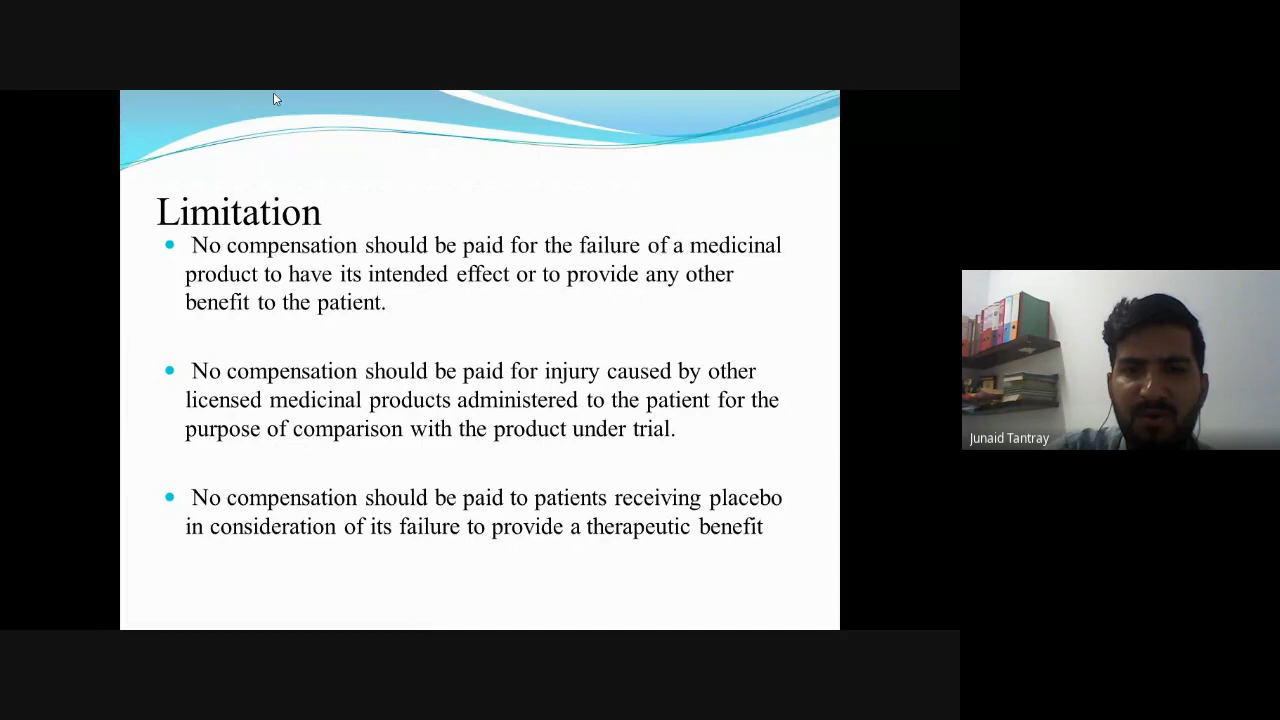 Limitation
No compensation should be paid for the failure of a medicinal
product to have its intended effect or to provide any other
benefit to the patient.
No compensation should be paid for injury caused by other
licensed medicinal products administered to the patient for the
purpose of comparison with the product under trial.
No compensation should be paid to patients receiving placebo
in consideration of its failure to provide a therapeutic benefit
Junaid Tantray